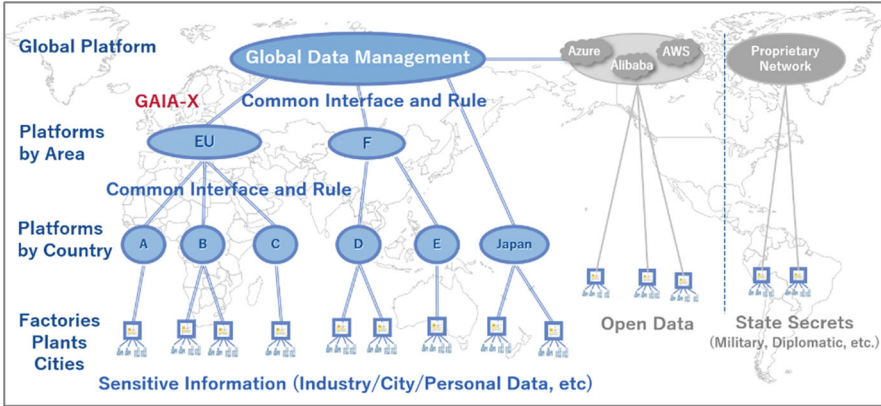 Global Platform
Global Data Management
Azure
AWS
Alibaba
Proprietary
Network
GAIA-X
Common Interface and Rule
Platforms
by Area
EU
F
Common Interface and Rule
Platforms
by Country
A
B
C
D
E
Japan
Factories
Plants
Cities
Open Data
State Secrets
(Military, Diplomatic, etc.)
Sensitive Information (Industry/City/Personal Data, etc)